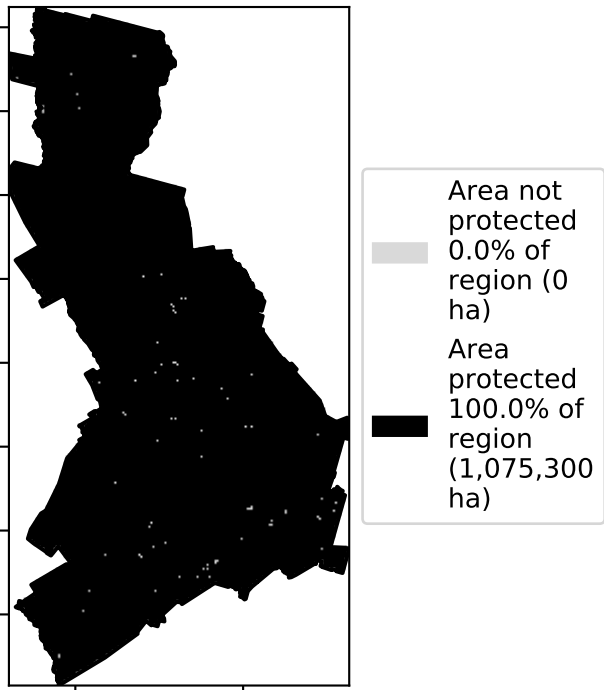 Area not
protected
0.0% of
region (0
ha)
Area
protected
100.0% of
region
(1,075,300
ha)